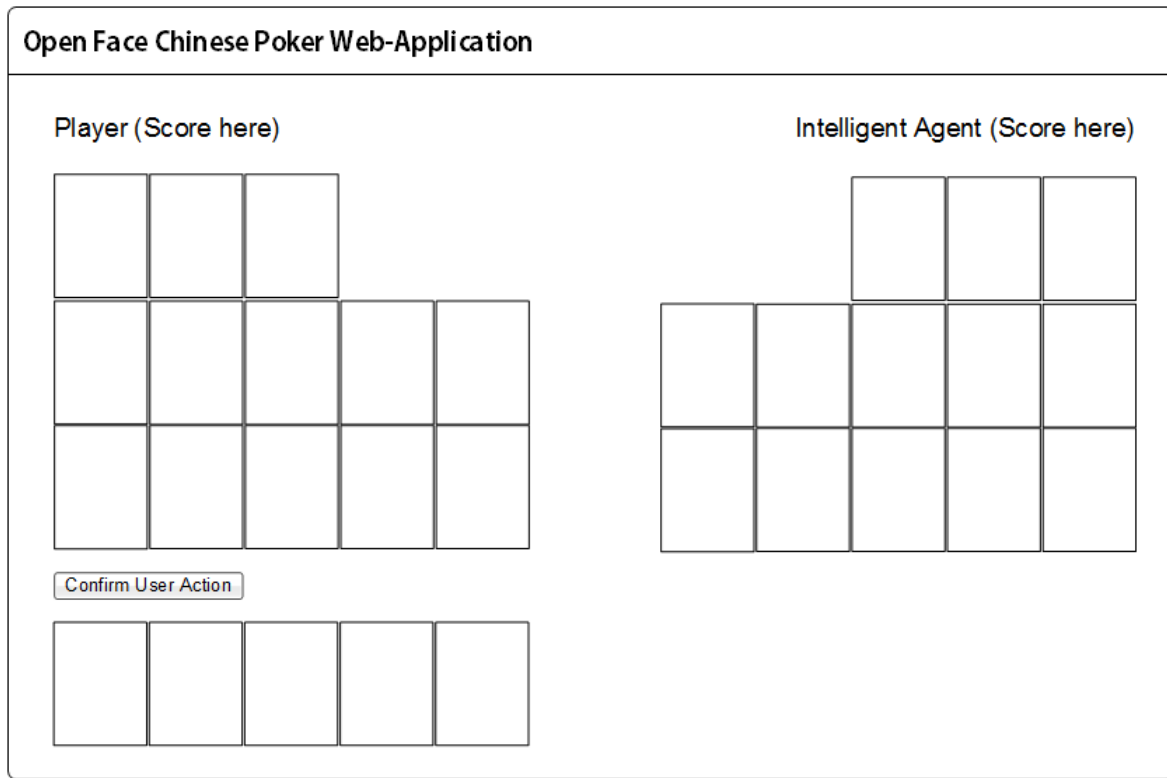 Open Face Chinese Poker Web-Application
Player (Score here)
Intelligent Agent (Score here)
Confirm User Action